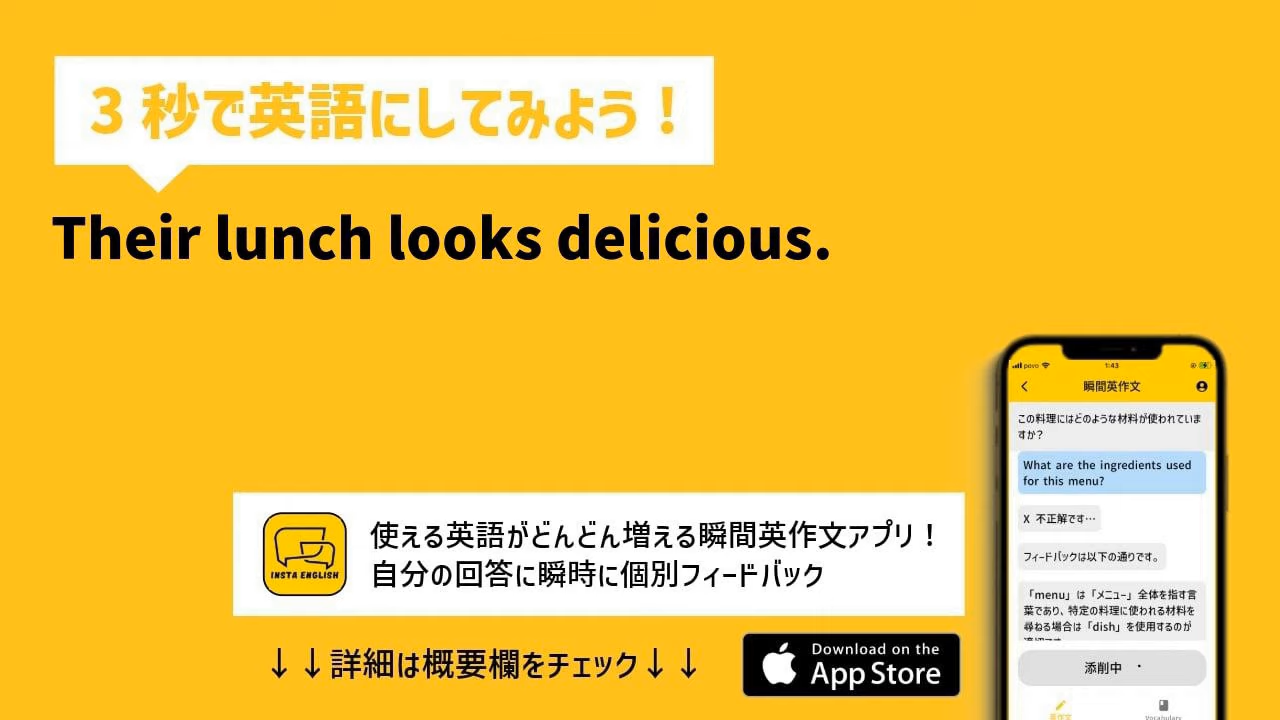 3秒で英語にしてみよう！
Their lunch looks delicious.
povo 1:43
瞬間英作文
この料理にはどのような材料が使われていま
すか？
What are the ingredients used
for this menu?
X 不正解です…
フィードバックは以下の通りです。
「menu」は「メニュー」全体を指す言
葉であり、特定の料理に使われる材料を
尋ねる場合は「dish」を使用するのが
添削中 ・
英作文 Vocabulary
INSTA ENGLISH
使える英語がどんどん増える瞬間英作文アプリ！
自分の回答に瞬時に個別フィードバック
↓↓詳細は概要欄をチェック↓↓
Download on the
App Store